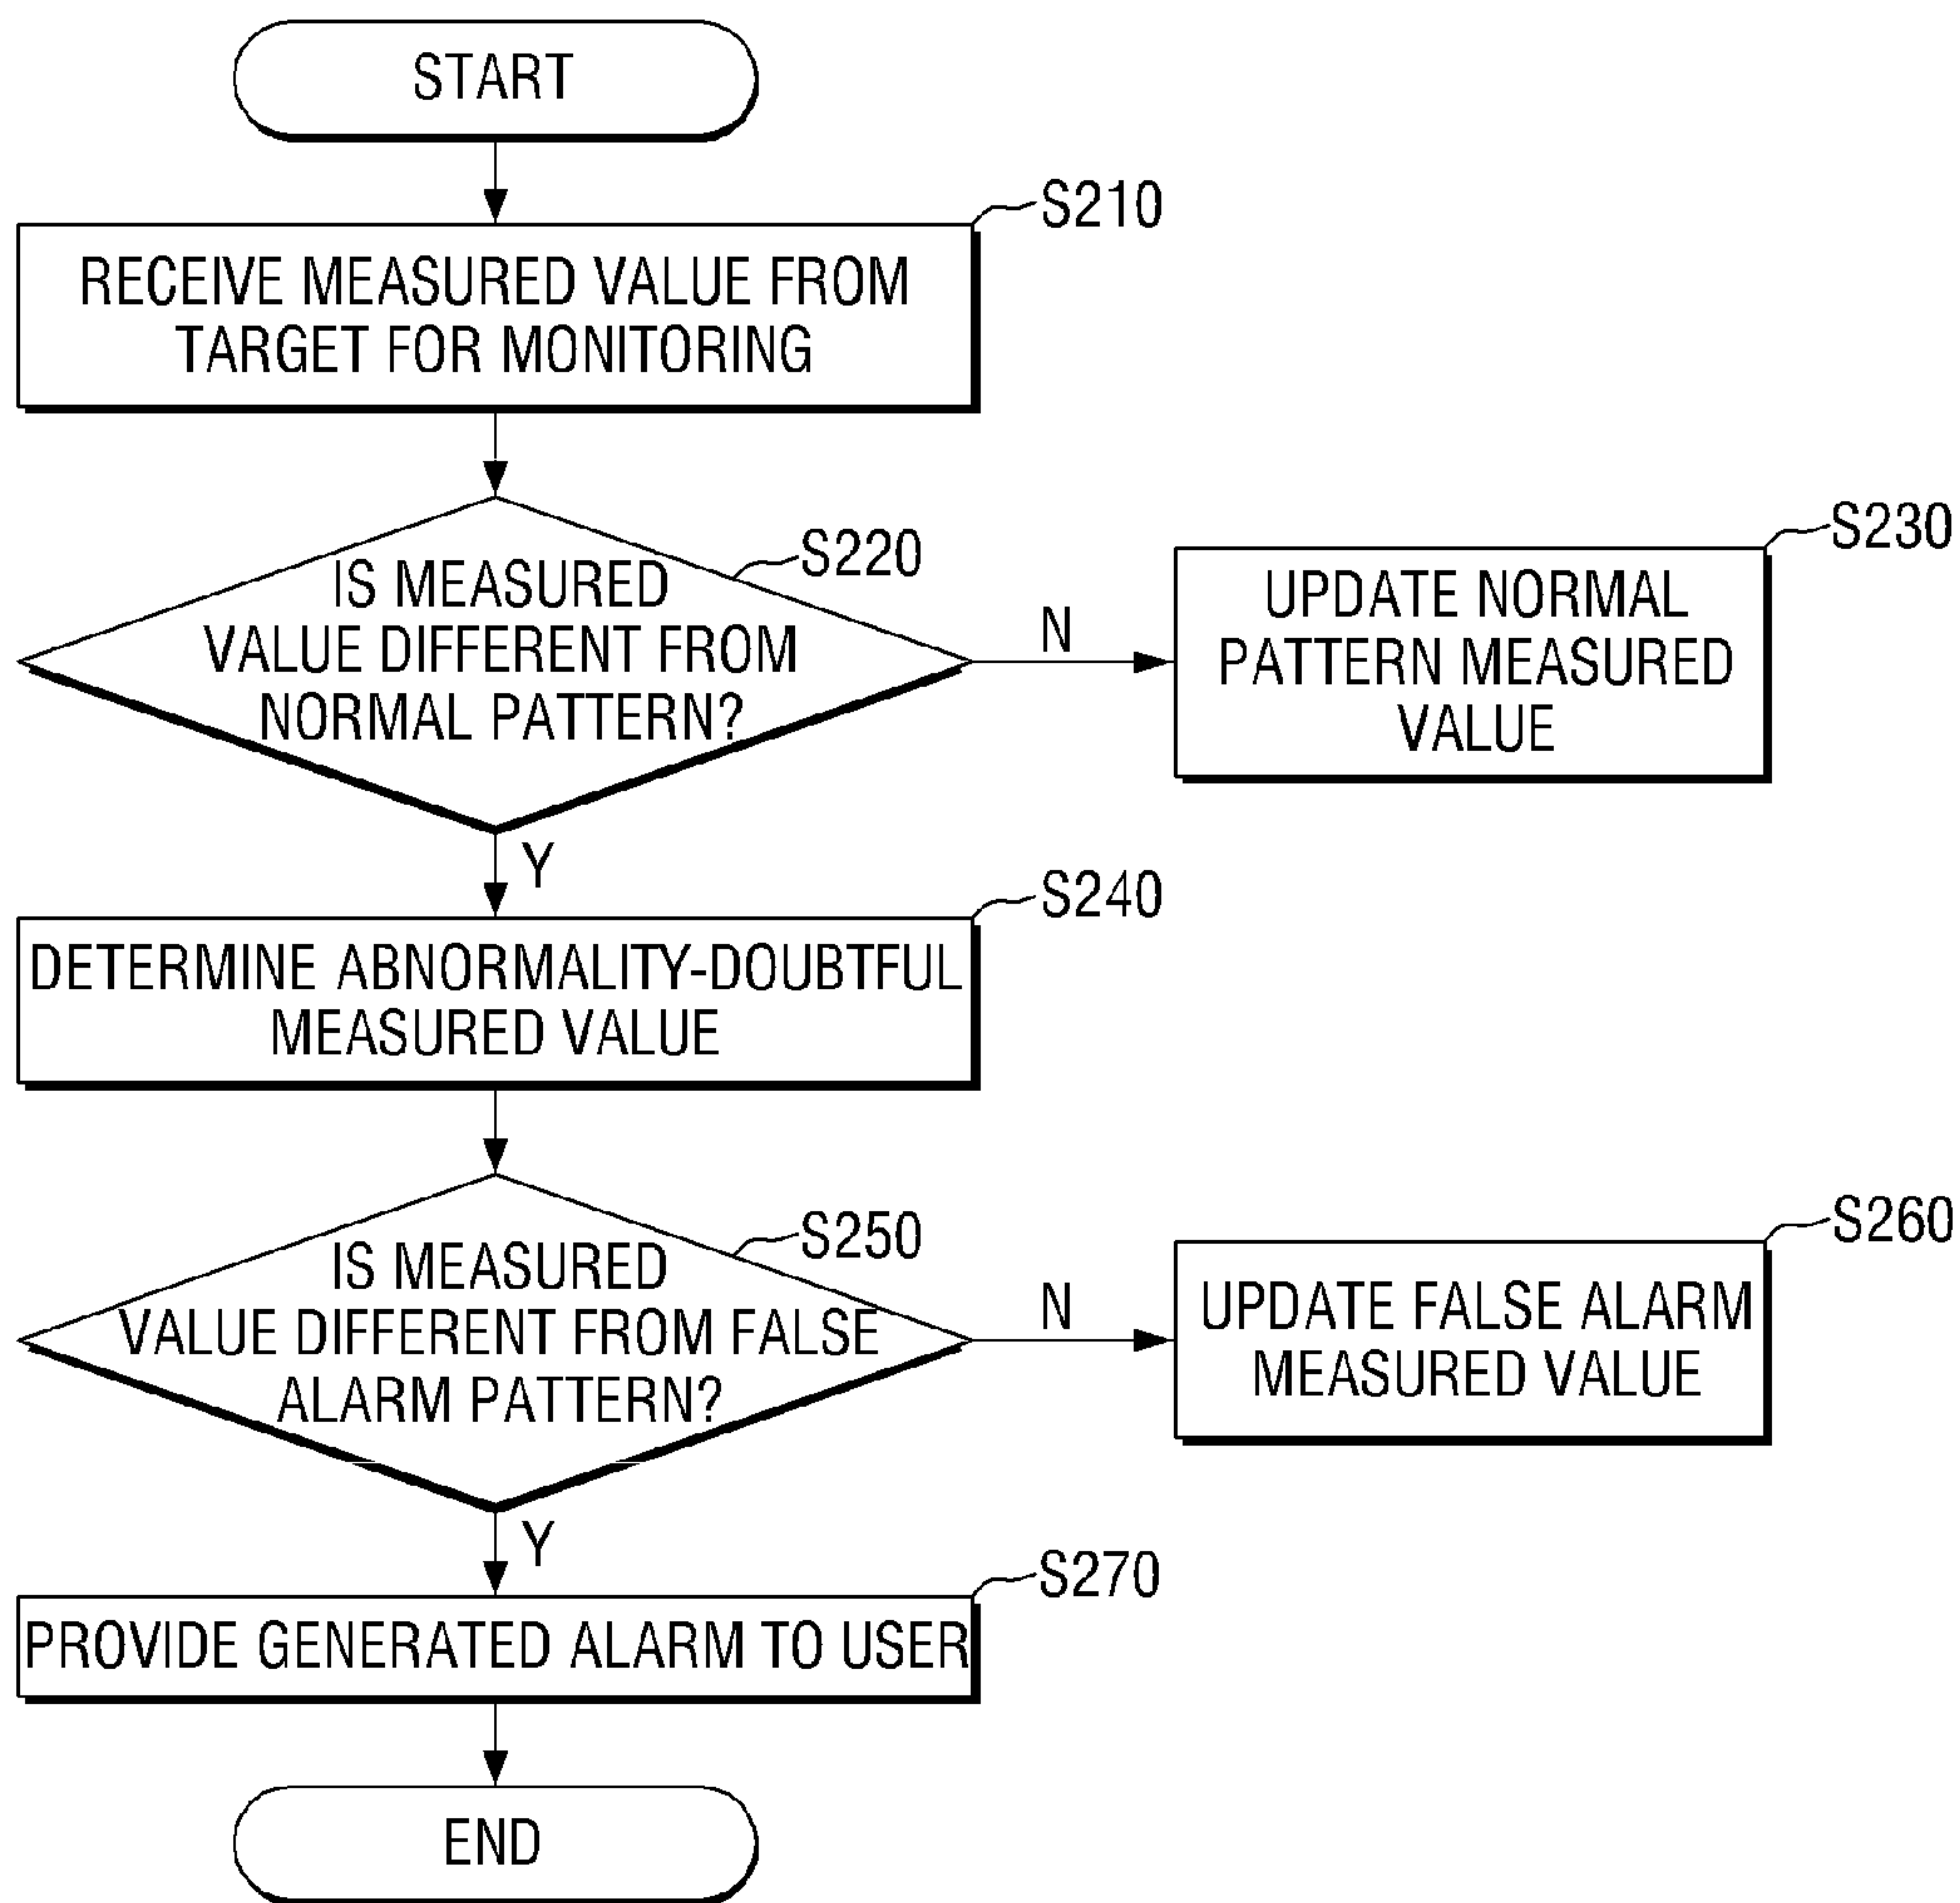 START
S210
RECEIVE MEASURED VALUE FROM
TARGET FOR MONITORING
S220
IS MEASURED
VALUE DIFFERENT FROM
NORMAL PATTERN?
N
S230
UPDATE NORMAL
PATTERN MEASURED
VALUE
Y
S240
DETERMINE ABNORMALITY-DOUBTFUL
MEASURED VALUE
S250
IS MEASURED
VALUE DIFFERENT FROM FALSE
ALARM PATTERN?
N
S260
UPDATE FALSE ALARM
MEASURED VALUE
Y
S270
PROVIDE GENERATED ALARM TO USER
END